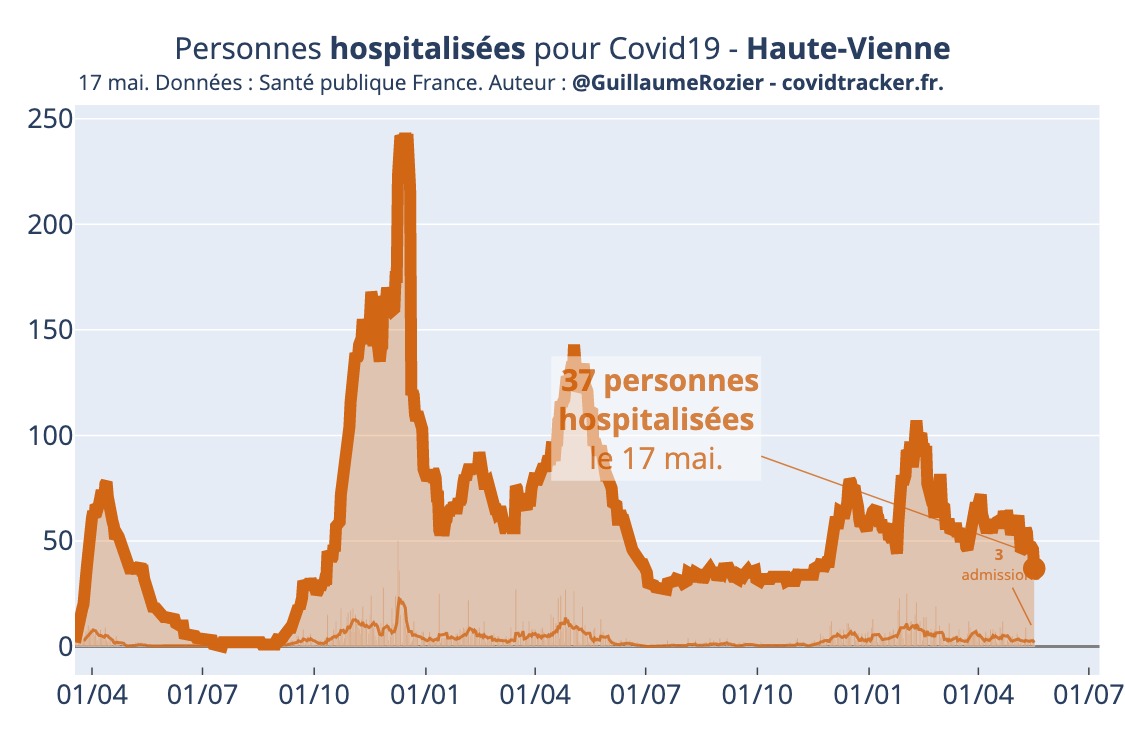 Personnes hospitalisées pour Covid19 - Haute-Vienne
17 mai. Données : Santé publique France. Auteur : @GuillaumeRozier - covidtracker.fr.
250
200
150
100
50
0
37 personnes
hospitalisées
le 17 mai.
3
admission
01/04 01/07 01/10 01/01 01/04 01/07 01/10 01/01 01/04 01/07